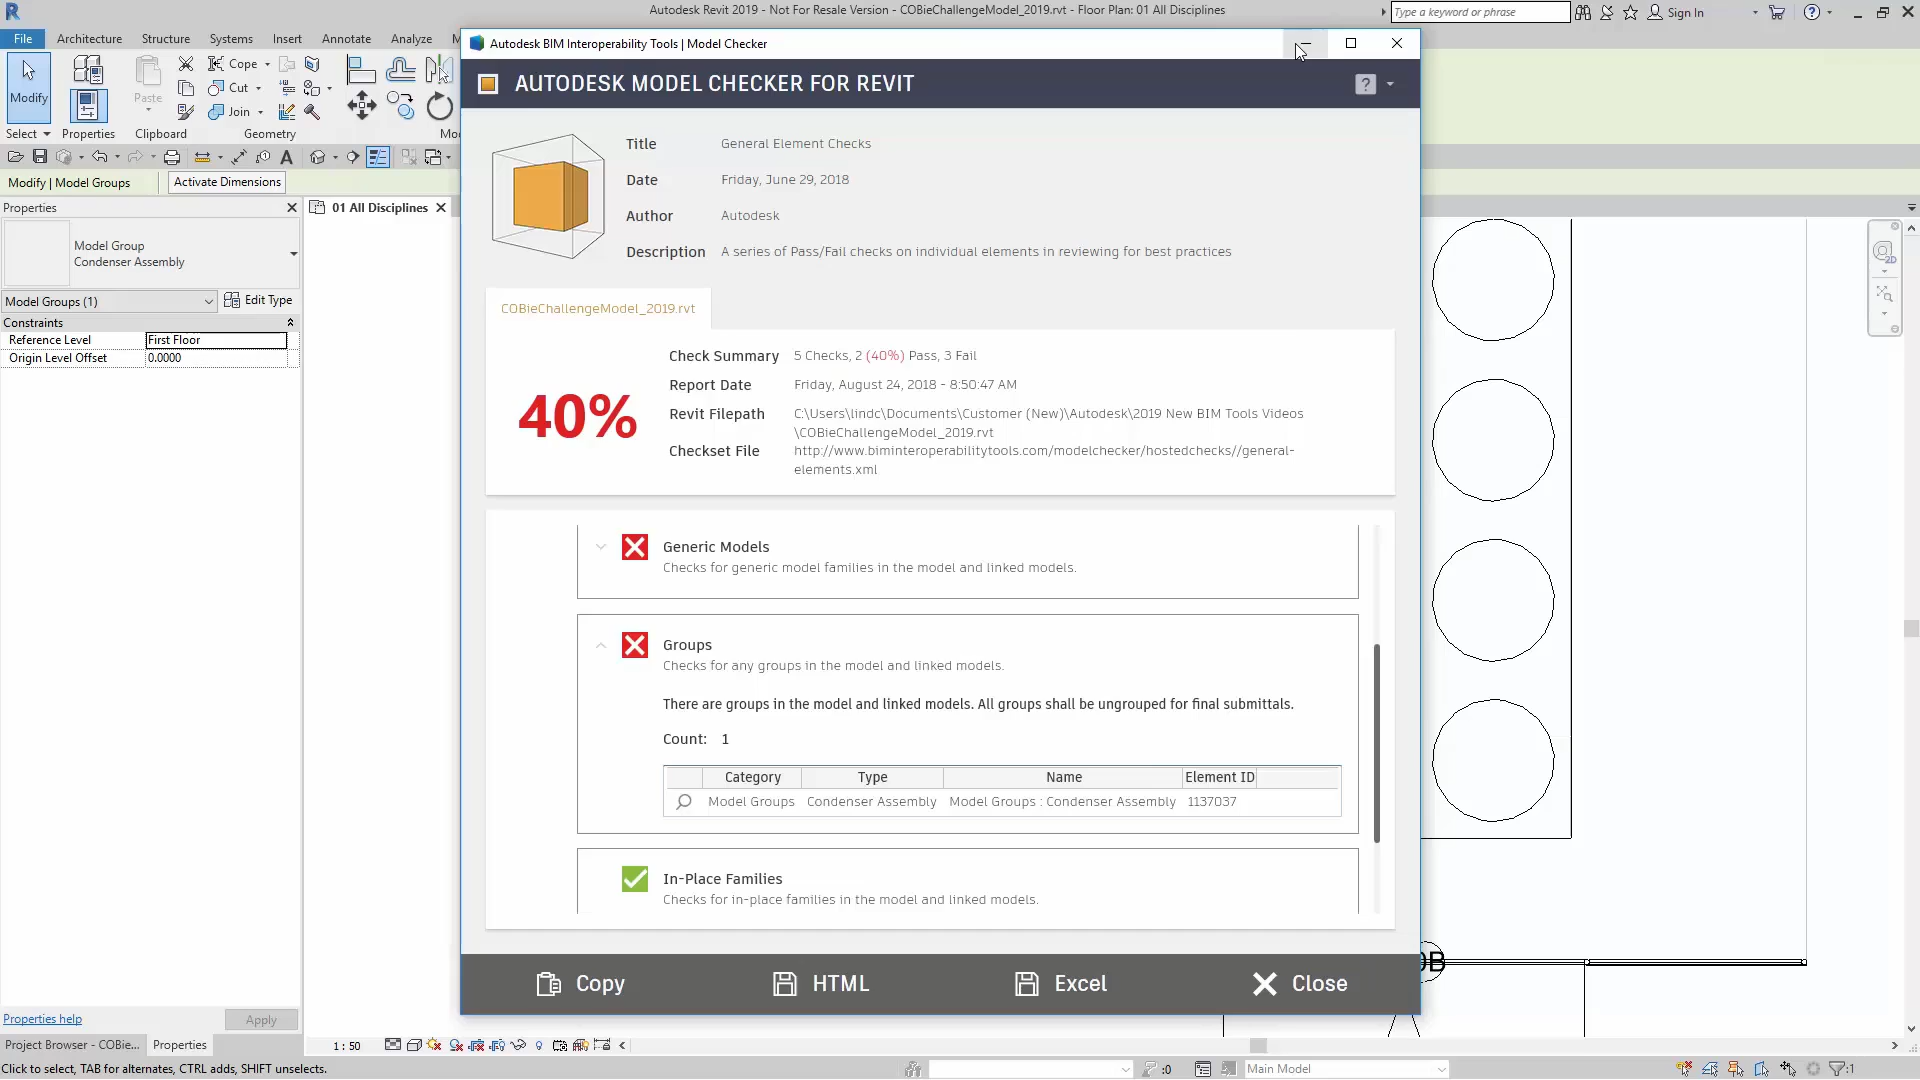 Autodesk Revit 2019 - Not For Resale Version - COBieChallengeModel_2019.rvt - Floor Plan: 01 All Disciplines
Type a keyword or phrase
Sign In
File
Architecture
Structure
Systems
Insert
Annotate
Analyze
Modify
Properties
Paste
Cope
Cut
Join
Select
Properties
Clipboard
Geometry
Modify | Model Groups
Activate Dimensions
Properties
01 All Disciplines
Model Group
Condenser Assembly
Model Groups (1)
Edit Type
Constraints
Reference Level
First Floor
Origin Level Offset
0.0000
Properties help
Apply
Project Browser - COBie...
Properties
Autodesk BIM Interoperability Tools | Model Checker
AUTODESK MODEL CHECKER FOR REVIT
?
Title
General Element Checks
Date
Friday, June 29, 2018
Author
Autodesk
Description
A series of Pass/Fail checks on individual elements in reviewing for best practices
COBieChallengeModel_2019.rvt
40%
Check Summary
5 Checks, 2 (40%) Pass, 3 Fail
Report Date
Friday, August 24, 2018 - 8:50:47 AM
Revit Filepath
C:\Users\lindc\Documents\Customer (New)\Autodesk\2019 New BIM Tools Videos
\COBieChallengeModel_2019.rvt
Checkset File
http://www.biminteroperabilitytools.com/modelchecker/hostedchecks//general-
elements.xml
Generic Models
Checks for generic model families in the model and linked models.
Groups
Checks for any groups in the model and linked models.
There are groups in the model and linked models. All groups shall be ungrouped for final submittals.
Count: 1
Category
Type
Name
Element ID
Model Groups
Condenser Assembly
Model Groups : Condenser Assembly
1137037
In-Place Families
Checks for in-place families in the model and linked models.
Copy
HTML
Excel
Close
2D
1 : 50
Click to select, TAB for alternates, CTRL adds, SHIFT unselects.
:0
Main Model
:1